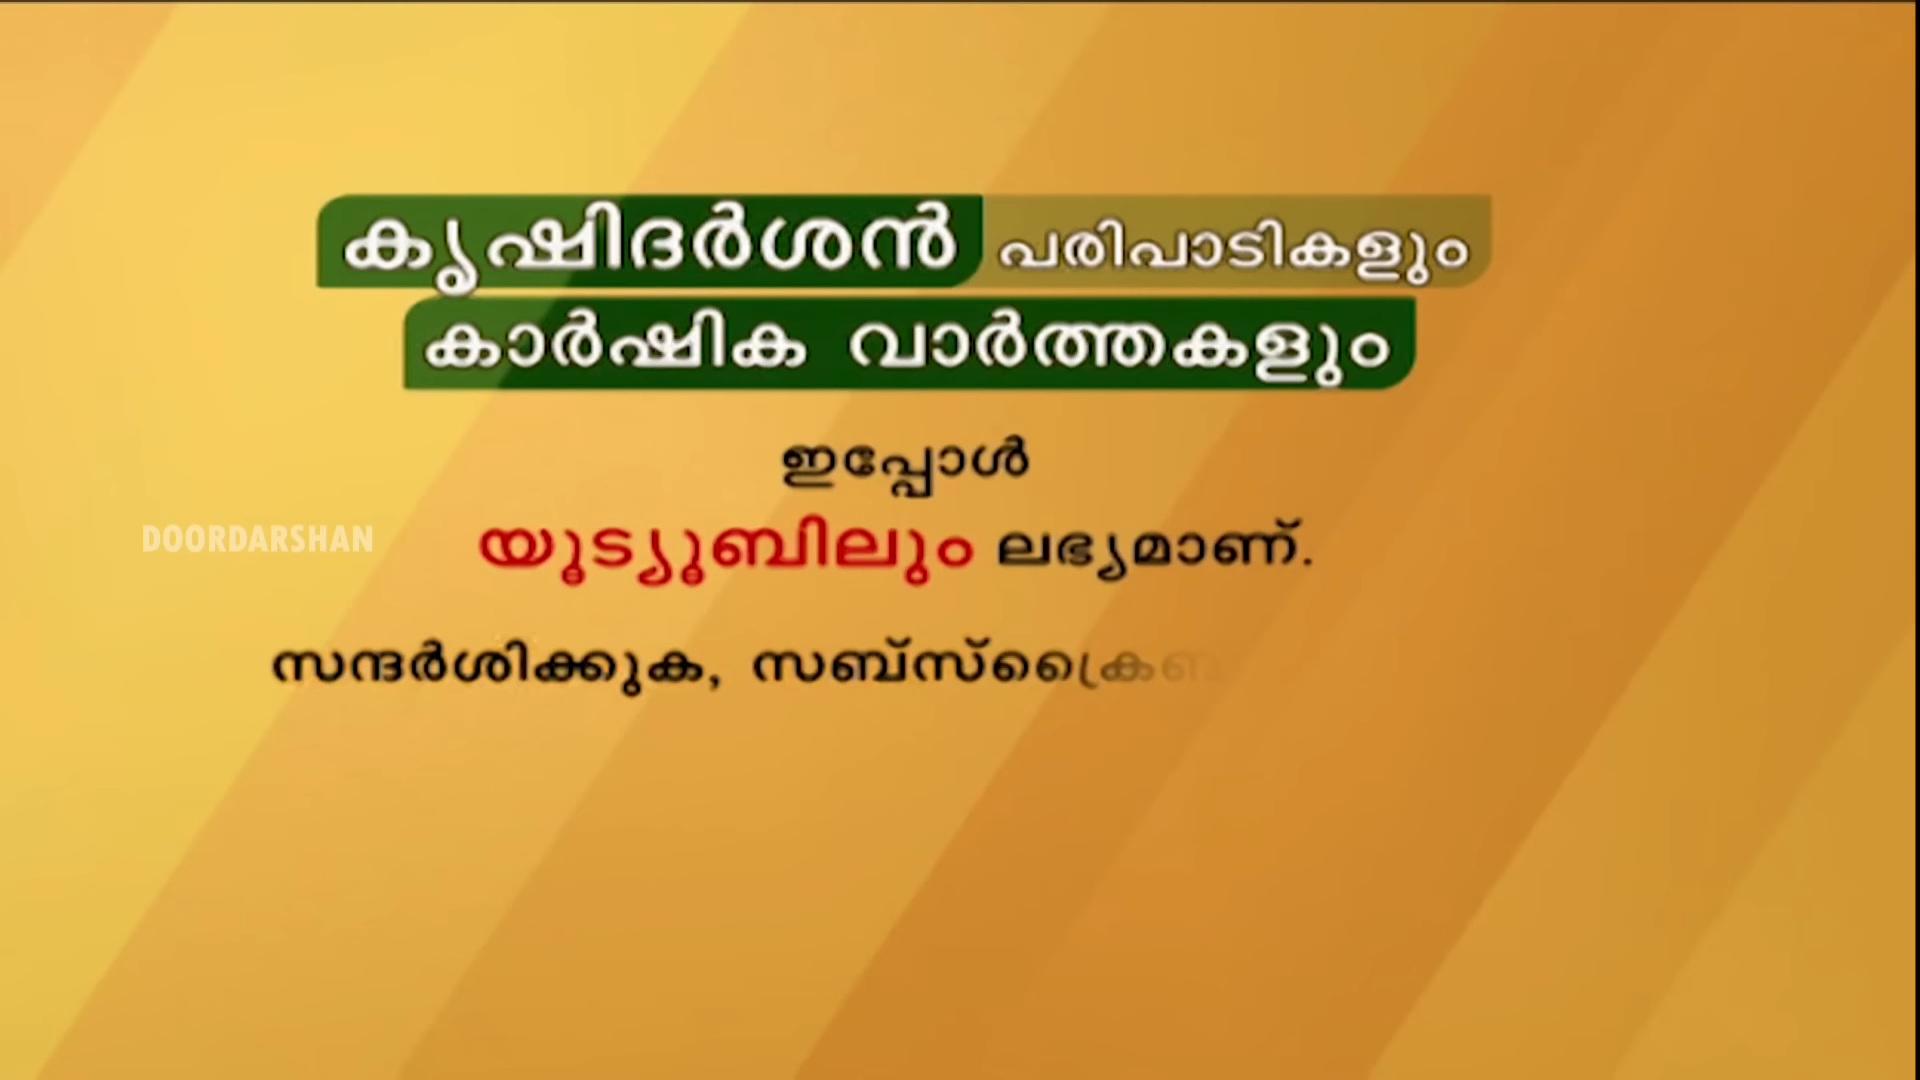 കൃഷിദർശൻ പരിപാടികളും
കാർഷിക വാർത്തകളും
ഇപ്പോൾ
DOORDARSHAN
യൂട്യൂബിലും ലഭ്യമാണ്.
സന്ദർശിക്കുക, സബ്സ്ക്രൈബ